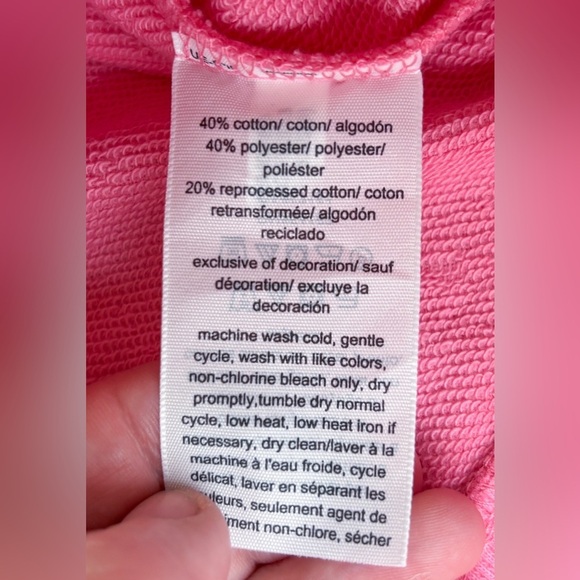 40% cotton/ coton/ algodón
40% polyester/ polyester/
poliéster
20% reprocessed cotton/ coton
retransformée/ algodón
reciclado
exclusive of decoration/ sauf
décoration/ excluye la
decoración
machine wash cold, gentle
cycle, wash with like colors,
non-chlorine bleach only, dry
promptly,tumble dry normal
cycle, low heat, low heat iron if
necessary, dry clean/laver à la
machine à l'eau froide, cycle
délicat, laver en séparant les
uleurs, seulement agent de
iment non-chlore, sécher